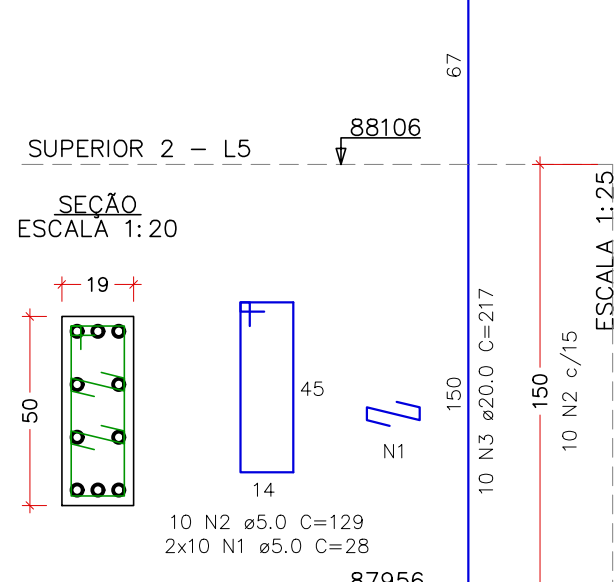 67
88106
SUPERIOR 2 - L5
SEÇÃO
ESCALA 1:20
ESCALA 1:25
19
50
45
14
N1
150
10 N3 ø20.0 C=217
150
10 N2 c/15
10 N2 ø5.0 C=129
2x10 N1 ø5.0 C=28
87956